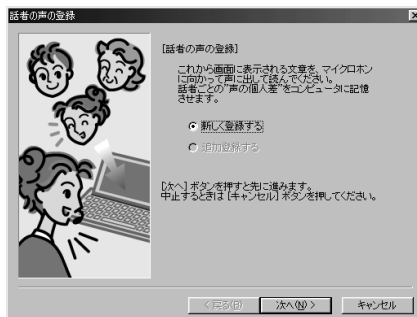 話者の声の登録
[話者の声の登録]
これから画面に表示される文章を、マイクロホン
に向かって声に出して読んでください。
話者ごとの"声の個人差"をコンピュータに記憶
させます。
新しく登録する
追加登録する
[次へ] ボタンを押すと先に進みます。
中止するときは [キャンセル] ボタンを押してください。
< 戻る(B)
次へ(N) >
キャンセル